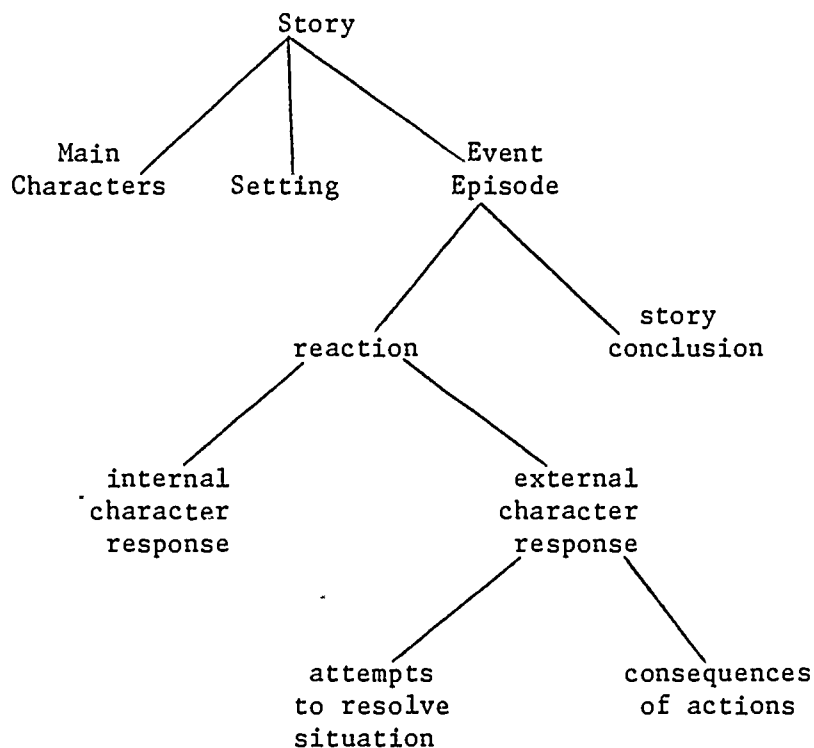 Story
Main
Characters
Setting
Event
Episode
reaction
story
conclusion
internal
character
response
external
character
response
attempts
to resolve
situation
consequences
of actions